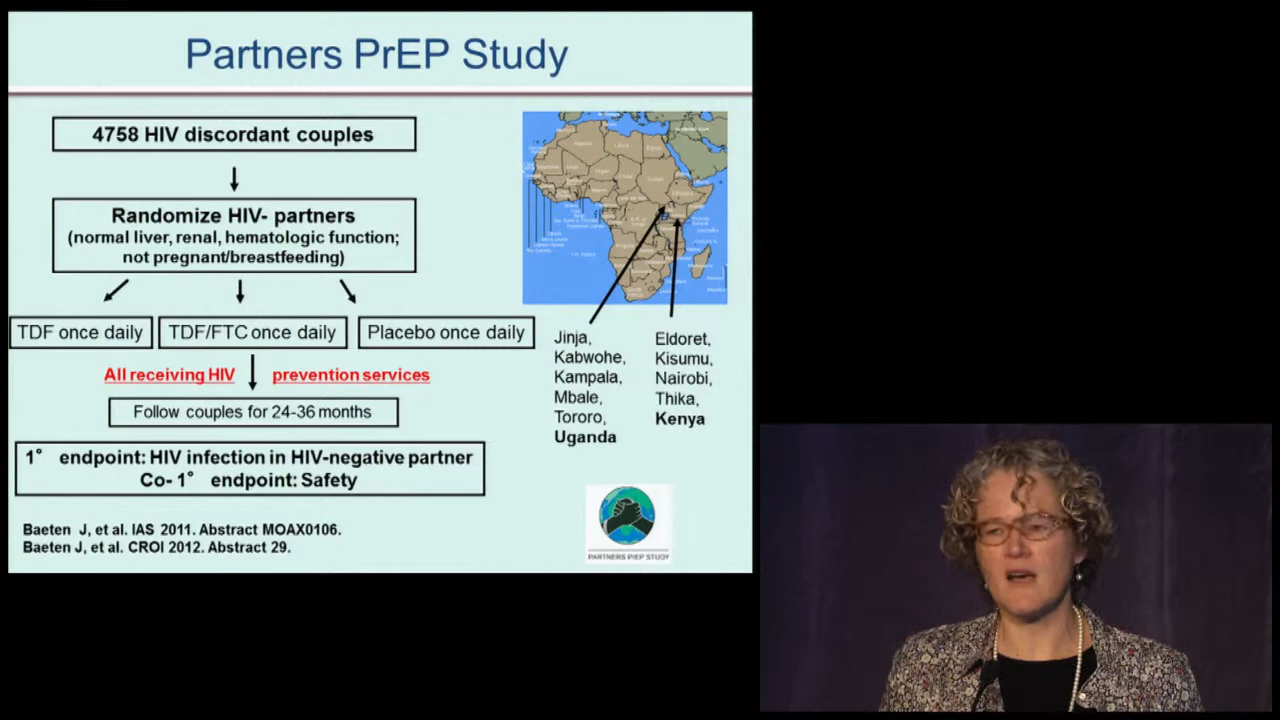 Partners PrEP Study
4758 HIV discordant couples
Randomize HIV- partners
(normal liver, renal, hematologic function;
not pregnant/breastfeeding)
TDF once daily
TDF/FTC once daily
Placebo once daily
All receiving HIV
prevention services
Follow couples for 24-36 months
1° endpoint: HIV infection in HIV-negative partner
Co- 1° endpoint: Safety
Baeten J, et al. IAS 2011. Abstract MOAX0106.
Baeten J, et al. CROI 2012. Abstract 29.
Jinja,
Kabwohe,
Kampala,
Mbale,
Tororo,
Uganda
Eldoret,
Kisumu,
Nairobi,
Thika,
Kenya
PARTNERS PrEP STUDY